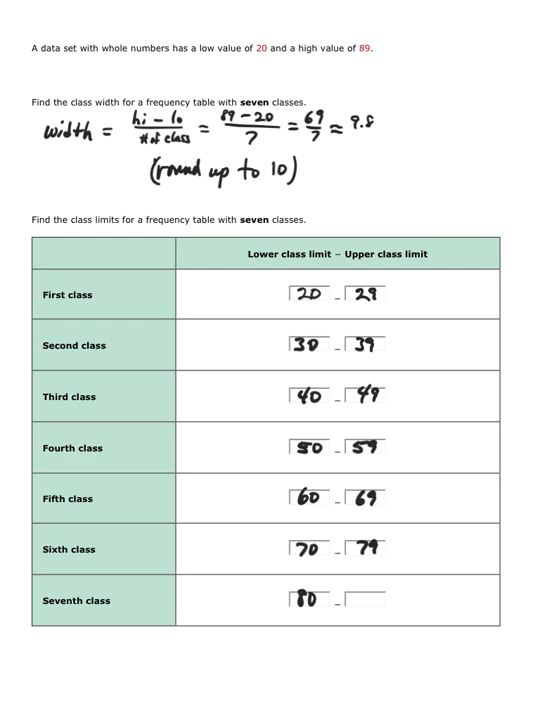 A data set with whole numbers has a low value of 20 and a high value of 89.
Find the class width for a frequency table with seven classes.
width = hi - lo / # of class = 89 - 20 / 7 = 69 / 7 ≈ 9.8
(round up to 10)
Find the class limits for a frequency table with seven classes.
Lower class limit − Upper class limit
First class 20 – 29
Second class 30 – 39
Third class 40 – 49
Fourth class 50 – 59
Fifth class 60 – 69
Sixth class 70 – 79
Seventh class 80 –